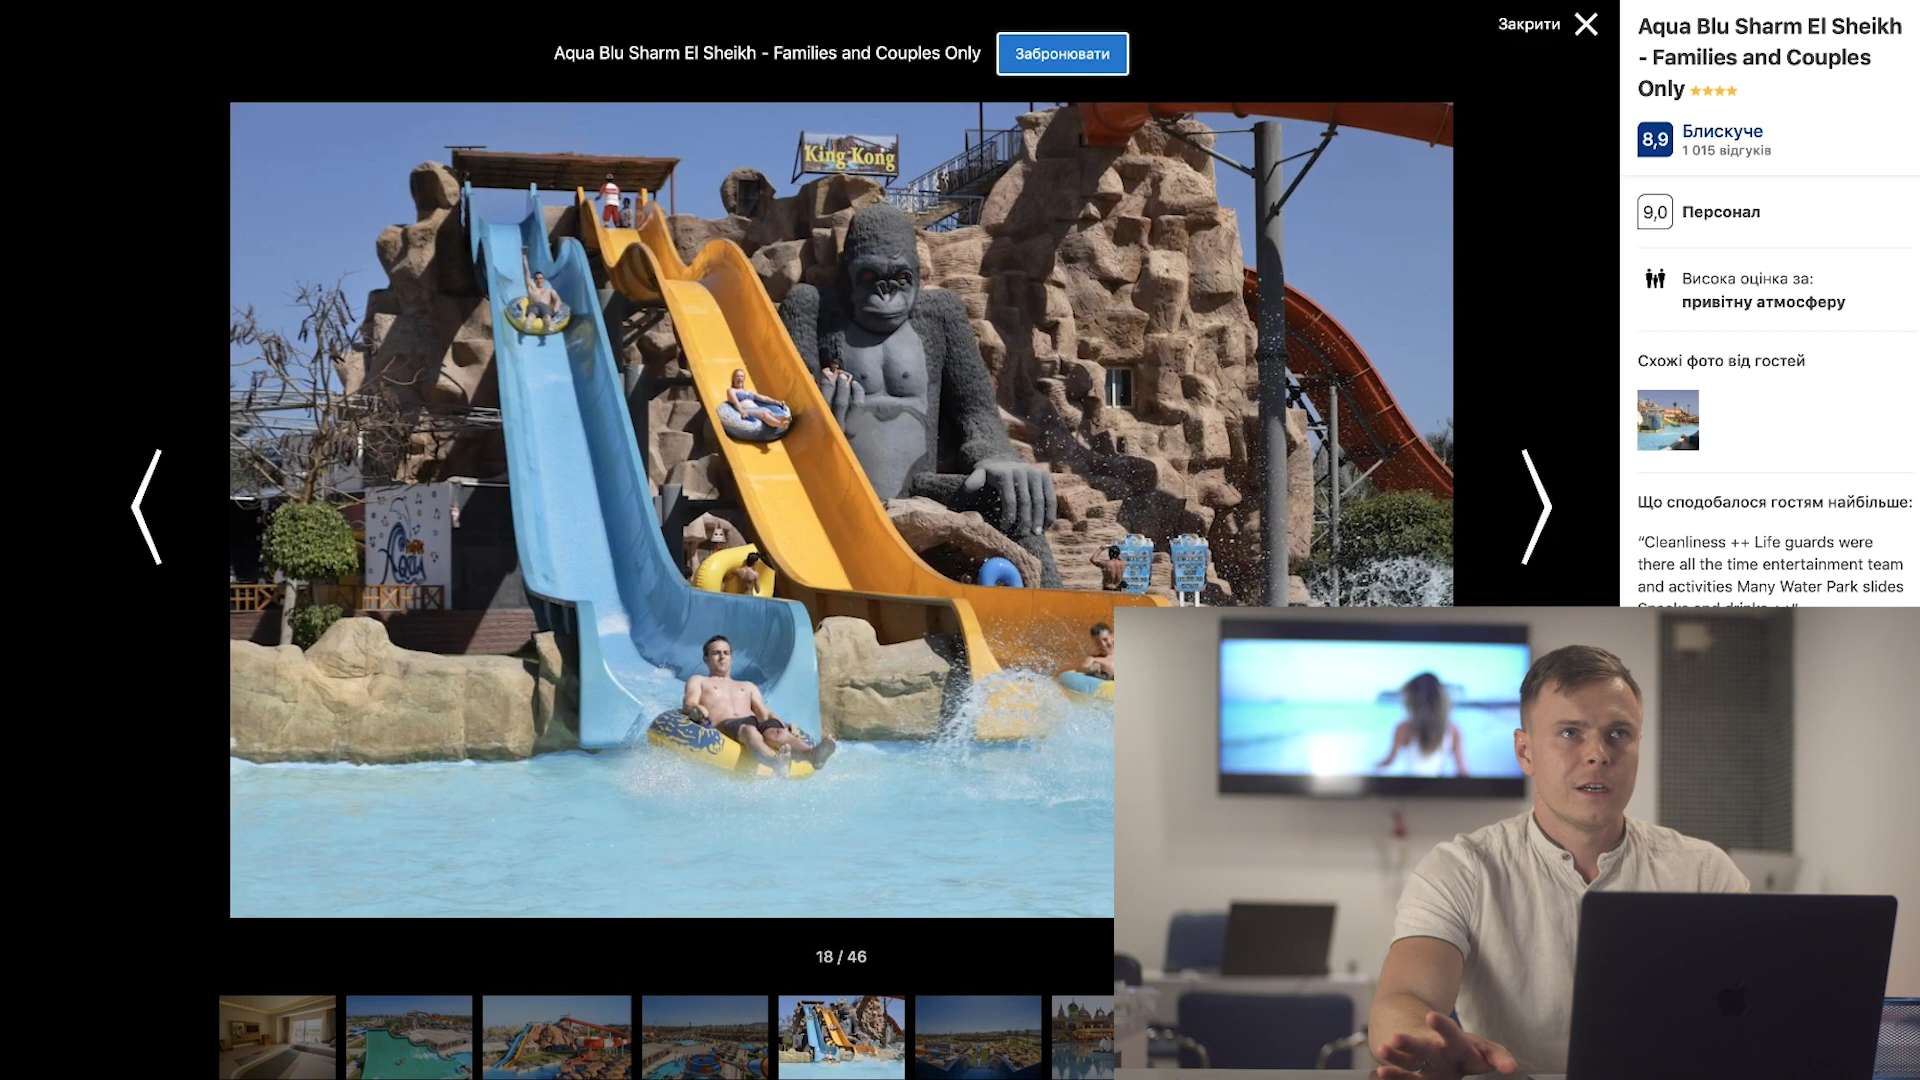 Закрити
Aqua Blu Sharm El Sheikh - Families and Couples Only
Забронювати
King Kong
18 / 46
Aqua Blu Sharm El Sheikh
- Families and Couples
Only
8,9
Блискуче
1 015 відгуків
9,0
Персонал
Висока оцінка за:
привітну атмосферу
Схожі фото від гостей
Що сподобалося гостям найбільше:
“Cleanliness ++ Life guards were
there all the time entertainment team
and activities Many Water Park slides